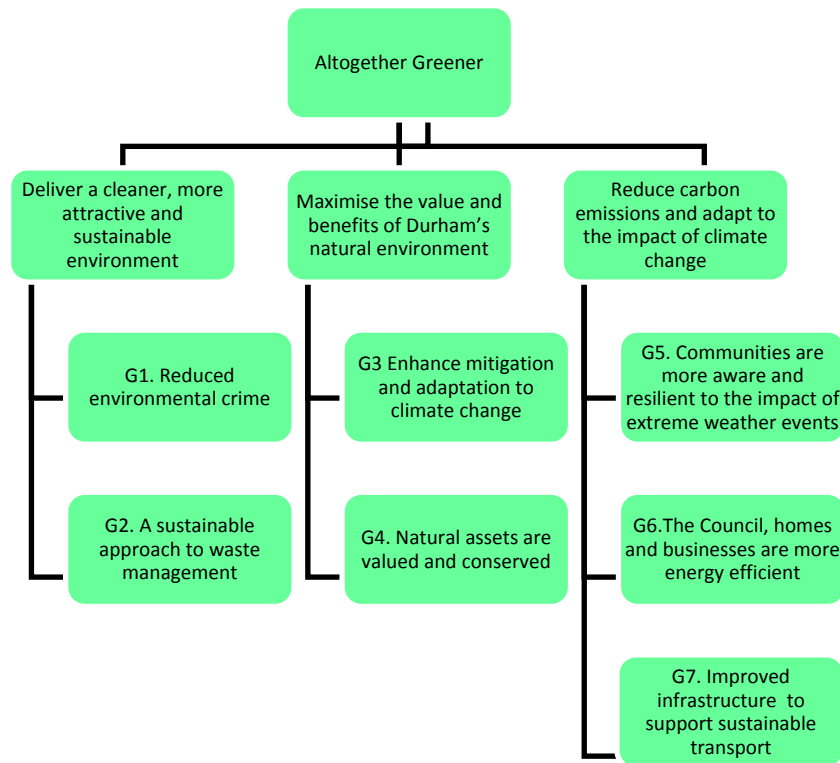 Altogether Greener
Deliver a cleaner, more
attractive and
sustainable
environment
Maximise the value and
benefits of Durham’s
natural environment
Reduce carbon
emissions and adapt to
the impact of climate
change
G1. Reduced
environmental crime
G3 Enhance mitigation
and adaptation to
climate change
G5. Communities are
more aware and
resilient to the impact of
extreme weather events
G2. A sustainable
approach to waste
management
G4. Natural assets are
valued and conserved
G6.The Council, homes
and businesses are more
energy efficient
G7. Improved
infrastructure to
support sustainable
transport